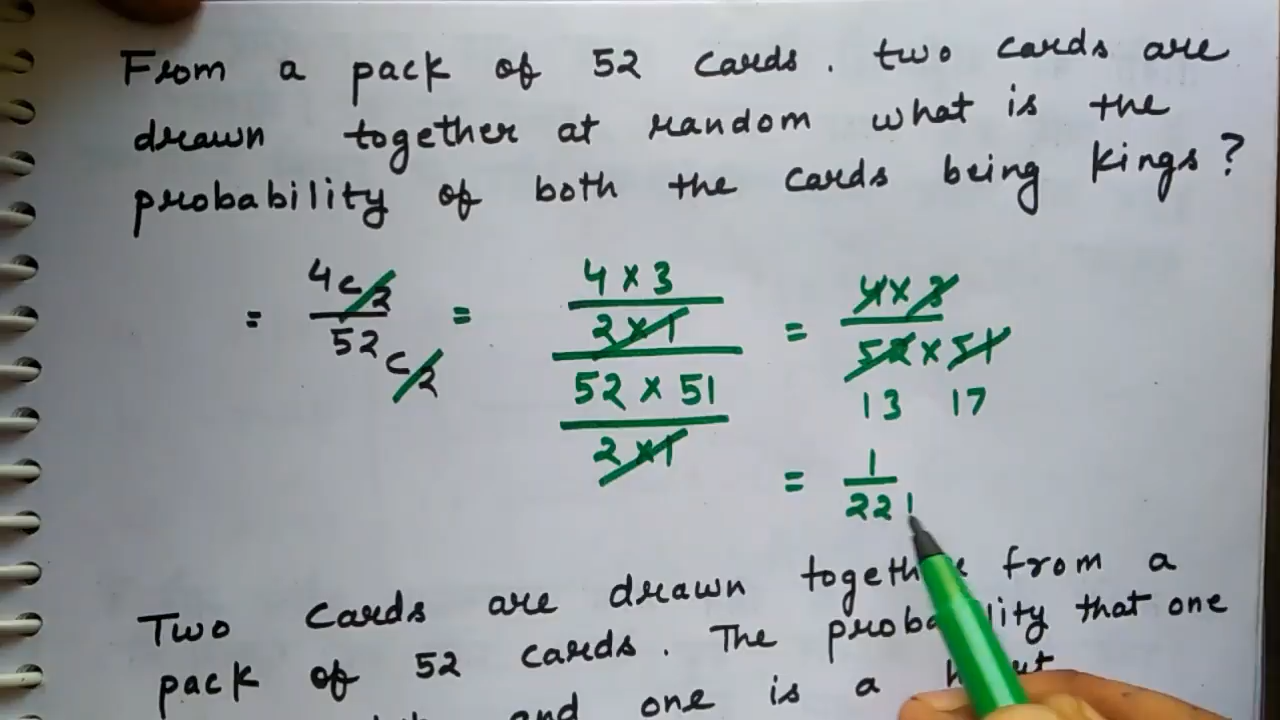 From a pack of 52 cards. two cards are
drawn together at random what is the
probability of both the cards being kings?
= 4c2 / 52c2 = 4 x 3 / 2 x 1 / 52 x 51 / 2 x 1 = 4 x 3 / 52 x 51
13 17
= 1 / 221
Two cards are drawn together from a
pack of 52 cards. The probability that one
and one is a